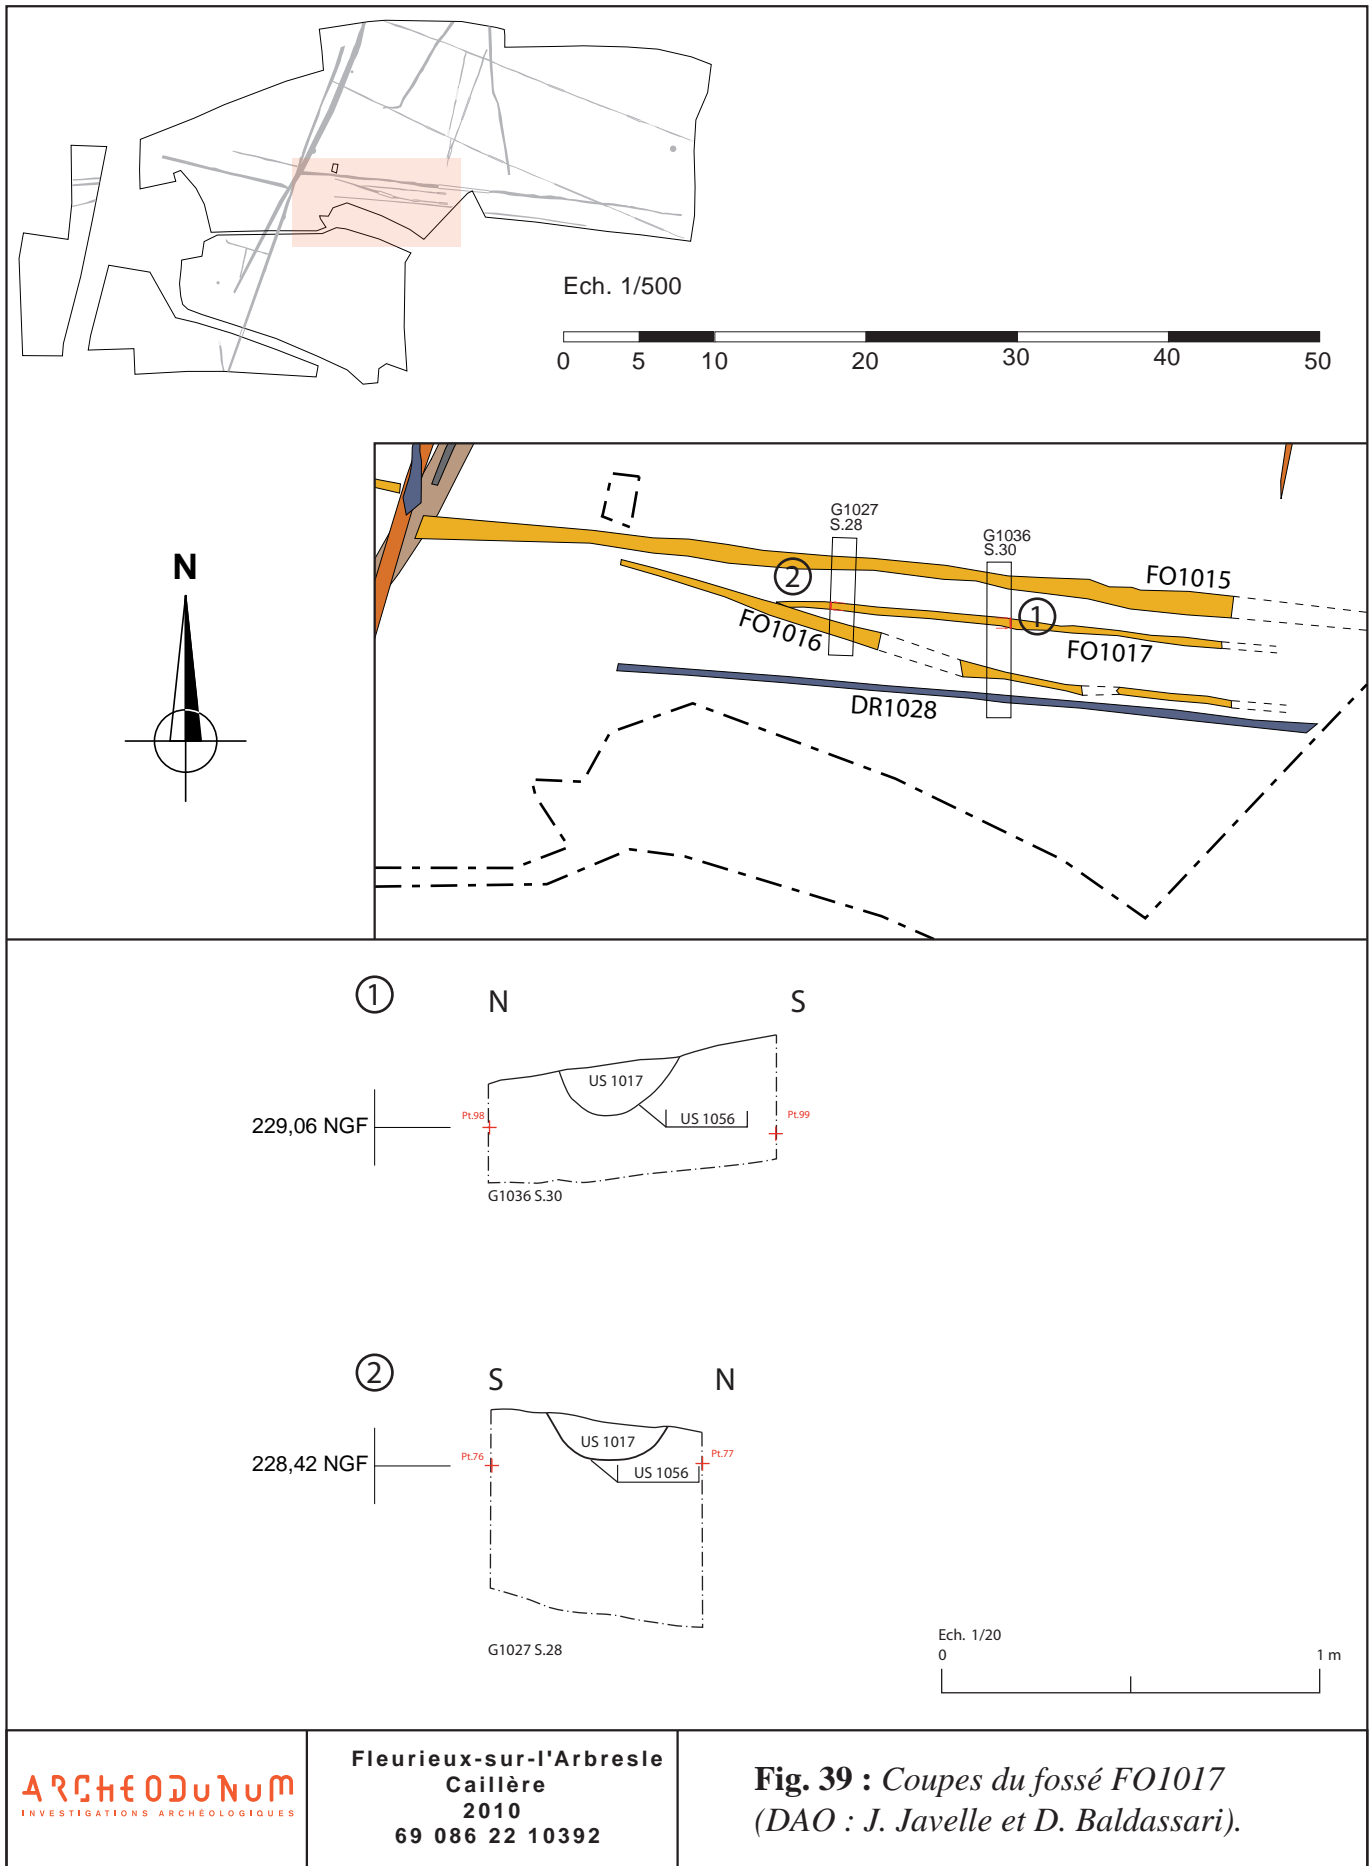 Ech. 1/500
0 5 10 20 30 40 50
N
G1027
S.28
G1036
S.30
FO1015
2
1
FO1016
FO1017
DR1028
1
N S
US 1017
229,06 NGF
Pt.98
US 1056
Pt.99
G1036 S.30
2
S N
US 1017
228,42 NGF
Pt.76
Pt.77
US 1056
G1027 S.28
Ech. 1/20
0 1 m
ARCHEODUNUM
INVESTIGATIONS ARCHÉOLOGIQUES
Fleurieux-sur-l'Arbresle
Caillère
2010
69 086 22 10392
Fig. 39 : Coupes du fossé FO1017
(DAO : J. Javelle et D. Baldassari).